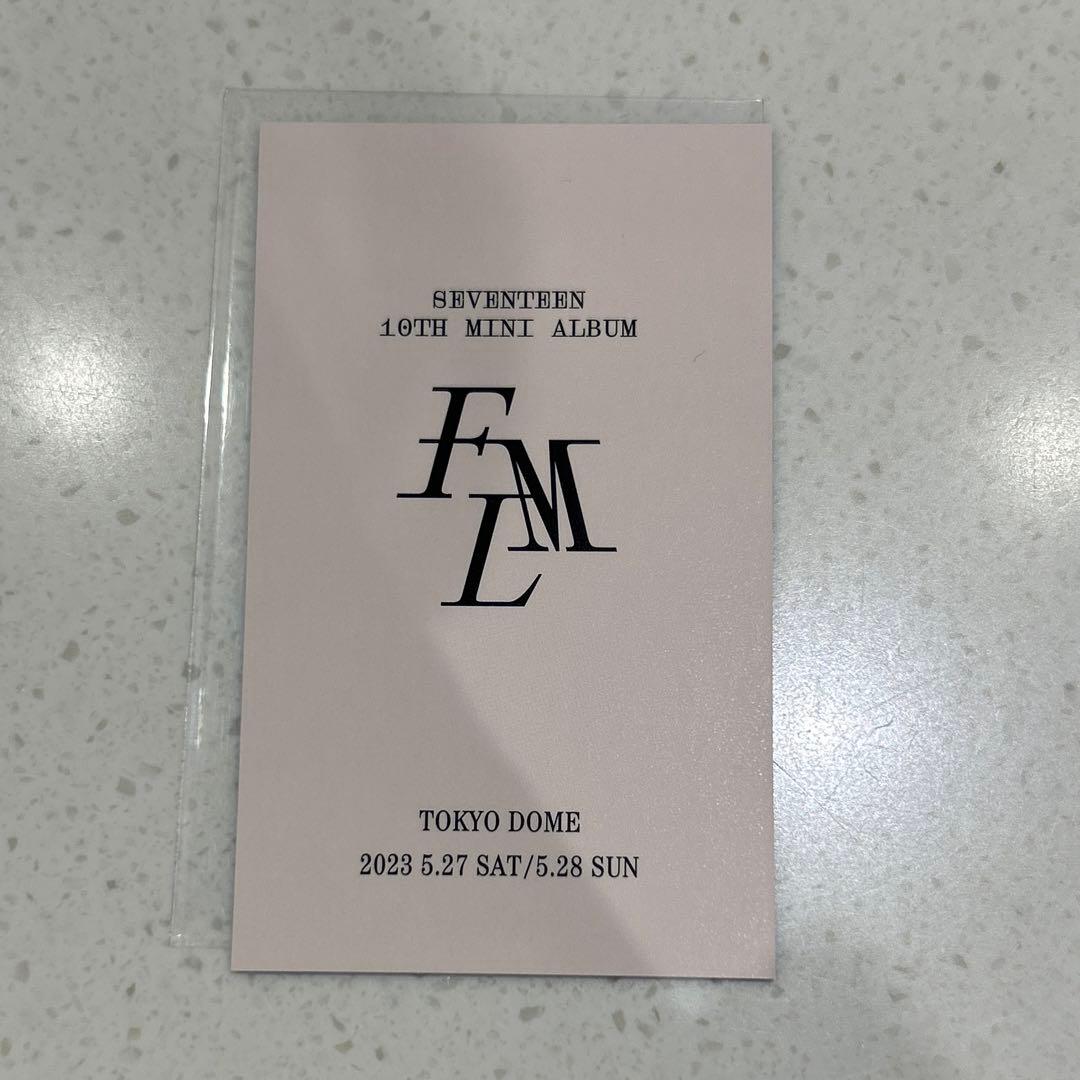 SEVENTEEN
10TH MINI ALBUM
FML
TOKYO DOME
2023 5.27 SAT/5.28 SUN